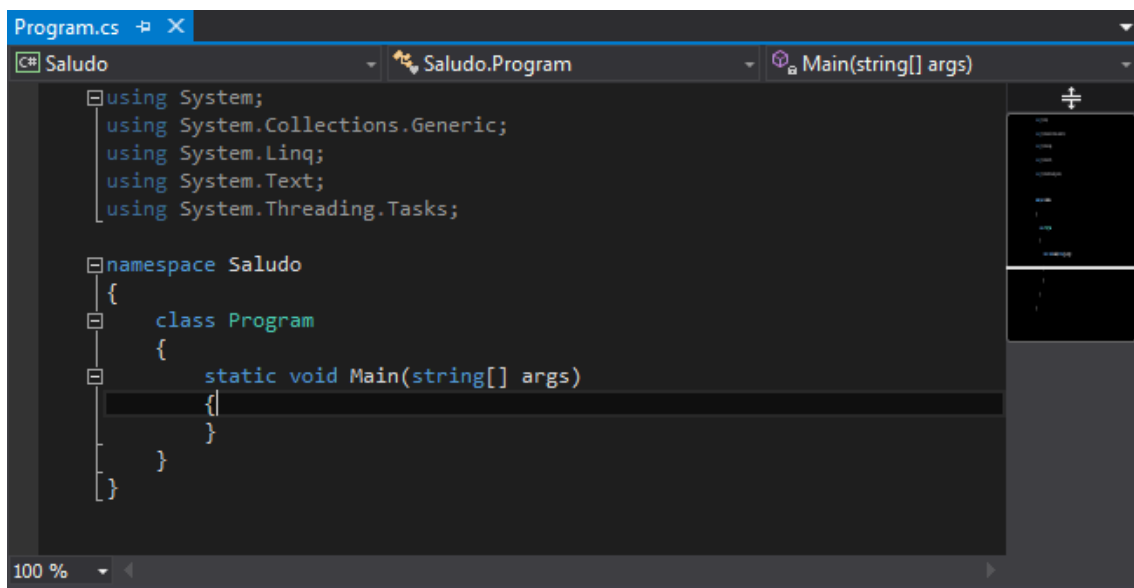 Program.cs
C# Saludo Saludo.Program Main(string[] args)
using System;
using System.Collections.Generic;
using System.Linq;
using System.Text;
using System.Threading.Tasks;
namespace Saludo
{
class Program
{
static void Main(string[] args)
{
}
}
}
100 %